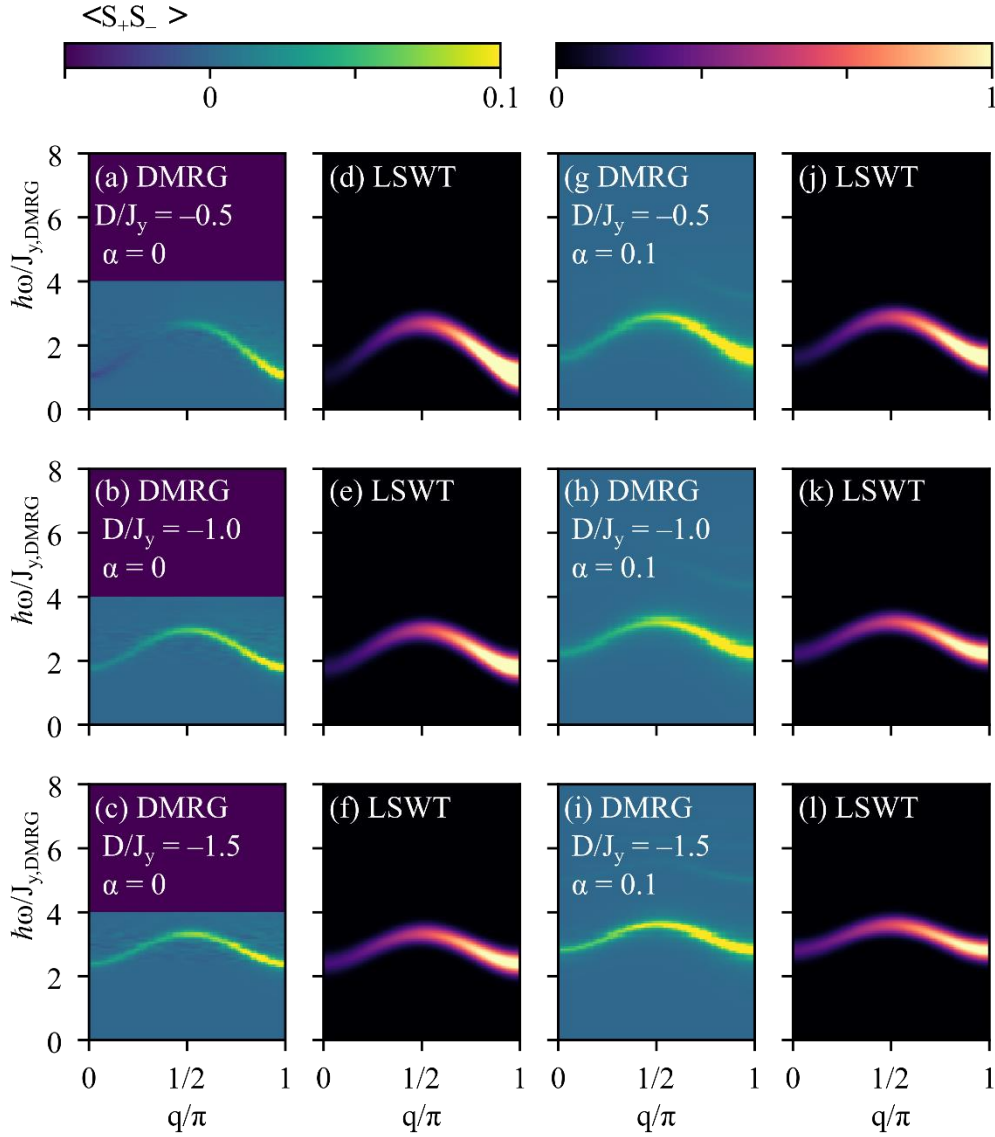 <S₊S₋ >
0 0.1 0 1
(a) DMRG
D/Jy = –0.5
α = 0
(d) LSWT
(g DMRG
D/Jy = –0.5
α = 0.1
(j) LSWT
ħω/Jy,DMRG
8
6
4
2
0
(b) DMRG
D/Jy = –1.0
α = 0
(e) LSWT
(h) DMRG
D/Jy = –1.0
α = 0.1
(k) LSWT
ħω/Jy,DMRG
8
6
4
2
0
(c) DMRG
D/Jy = –1.5
α = 0
(f) LSWT
(i) DMRG
D/Jy = –1.5
α = 0.1
(l) LSWT
ħω/Jy,DMRG
8
6
4
2
0
0 1/2 1 0 1/2 1 0 1/2 1 0 1/2 1
q/π q/π q/π q/π